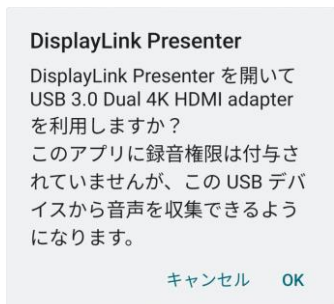 DisplayLink Presenter
DisplayLink Presenter を開いて
USB 3.0 Dual 4K HDMI adapter
を利用しますか？
このアプリに録音権限は付与さ
れていませんが、この USB デバ
イスから音声を収集できるよう
になります。
キャンセル OK